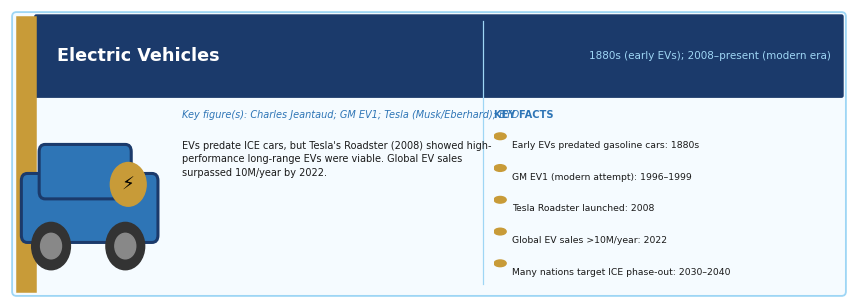 Electric Vehicles
1880s (early EVs); 2008–present (modern era)
Key figure(s): Charles Jeantaud; GM EV1; Tesla (Musk/Eberhard);
EVs predate ICE cars, but Tesla's Roadster (2008) showed high-
performance long-range EVs were viable. Global EV sales
surpassed 10M/year by 2022.
KEY FACTS
Early EVs predated gasoline cars: 1880s
GM EV1 (modern attempt): 1996–1999
Tesla Roadster launched: 2008
Global EV sales >10M/year: 2022
Many nations target ICE phase-out: 2030–2040